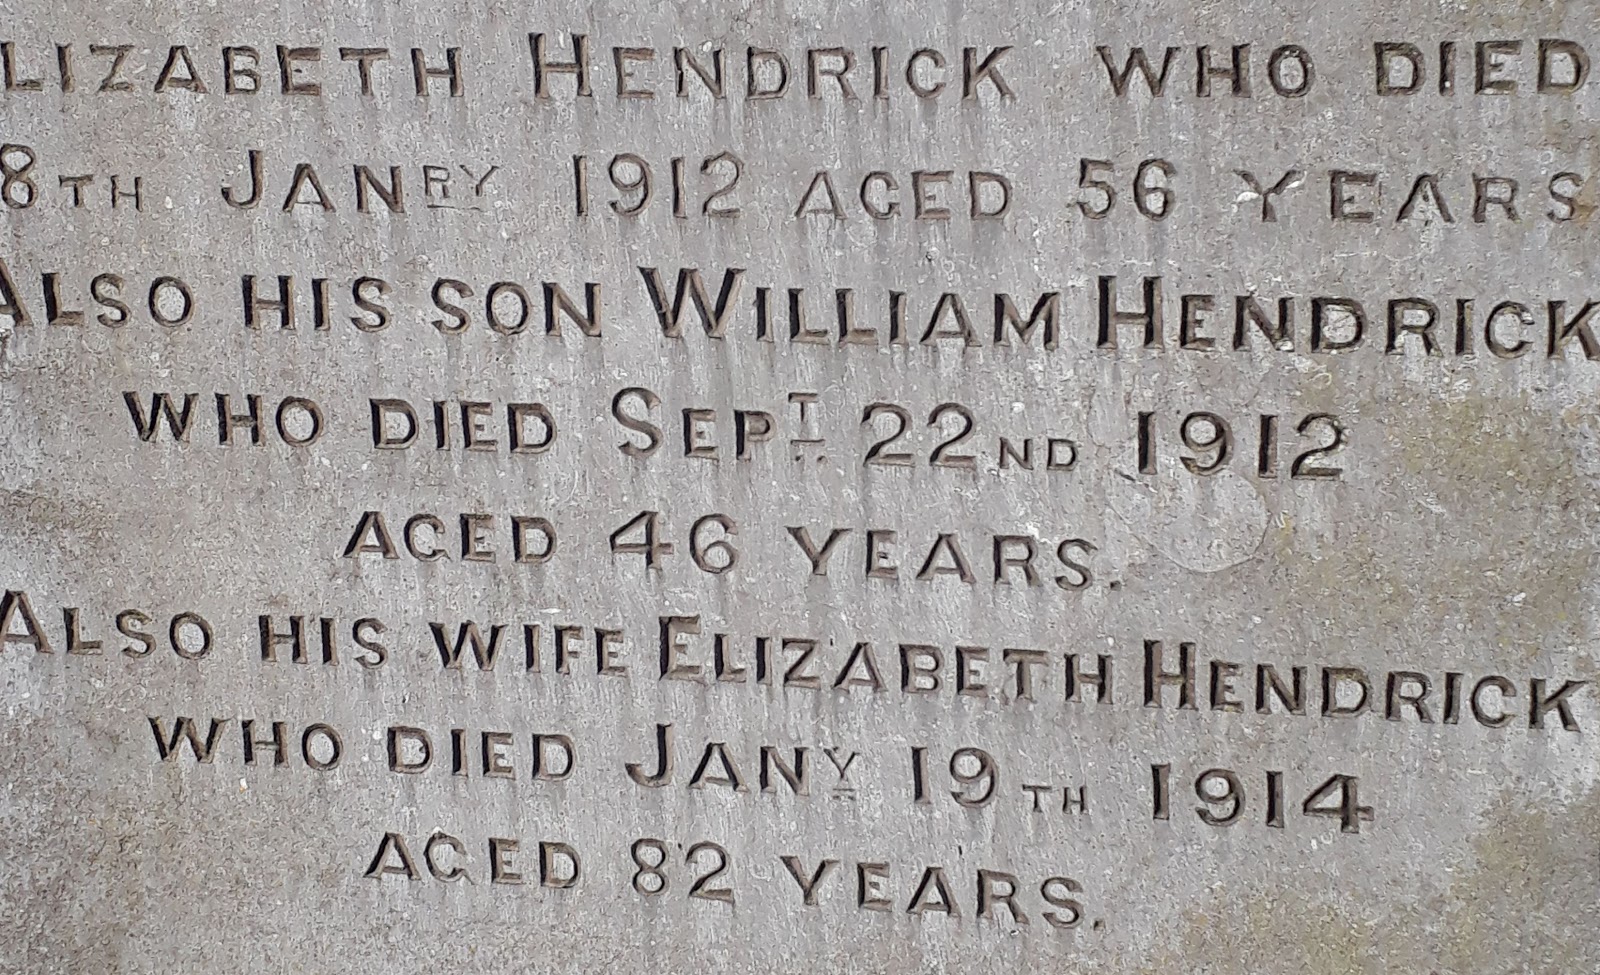 LIZABETH HENDRICK WHO DIED
8TH JANRY 1912 AGED 56 YEARS
ALSO HIS SON WILLIAM HENDRICK
WHO DIED SEPT 22ND 1912
AGED 46 YEARS.
ALSO HIS WIFE ELIZABETH HENDRICK
WHO DIED JANY 19TH 1914
AGED 82 YEARS.